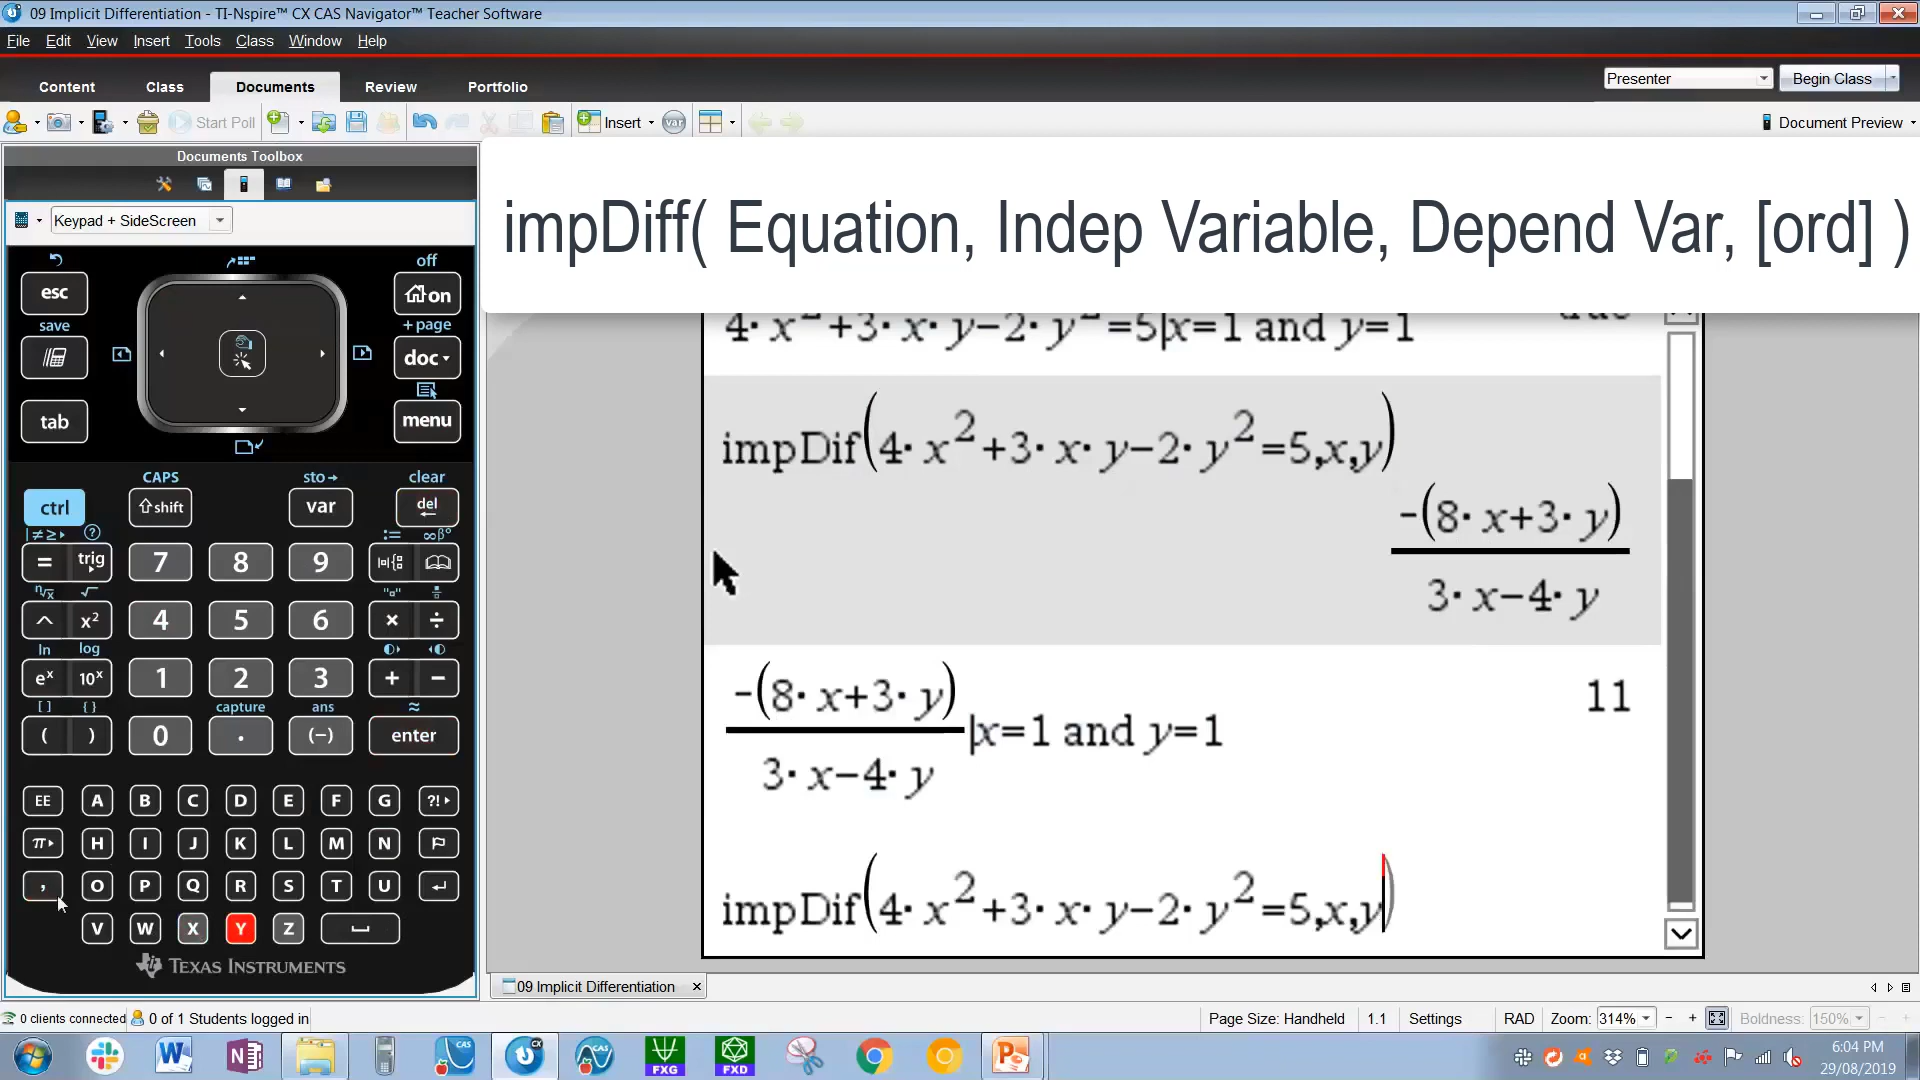 09 Implicit Differentiation - TI-Nspire™ CX CAS Navigator™ Teacher Software
File Edit View Insert Tools Class Window Help
Content Class Documents Review Portfolio
Presenter Begin Class
Start Poll Insert var Document Preview
Documents Toolbox
Keypad + SideScreen
impDiff( Equation, Indep Variable, Depend Var, [ord] )
off
esc on
save + page
doc
tab menu
CAPS sto→ clear
ctrl shift var del
|≠≥▸ ? := ∞β°
= trig 7 8 9
ⁿ√x √ "□"
^ x² 4 5 6 × ÷
ln log
eˣ 10ˣ 1 2 3 + −
[ ] { } capture ans ≈
( ) 0 . (−) enter
EE A B C D E F G ?!▸
π▸ H I J K L M N
, O P Q R S T U
V W X Y Z
TEXAS INSTRUMENTS
4· x²+3· x· y−2· y²=5|x=1 and y=1 true
impDif(4· x²+3· x· y−2· y²=5,x,y)
-(8· x+3· y)
3· x−4· y
-(8· x+3· y)
3· x−4· y
|x=1 and y=1 11
impDif(4· x²+3· x· y−2· y²=5,x,y)
09 Implicit Differentiation ×
0 clients connected 0 of 1 Students logged in Page Size: Handheld 1.1 Settings RAD Zoom: 314% − + Boldness: 150% − +
CAS CX CAS FXG FXD
6:04 PM
29/08/2019